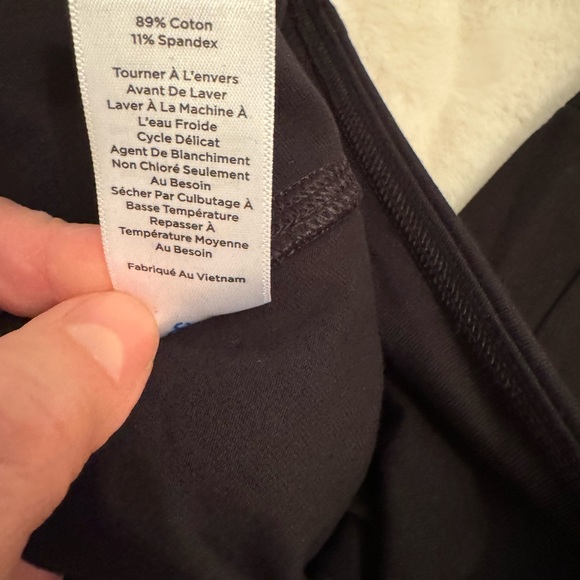 89% Coton
11% Spandex
Tourner À L'envers
Avant De Laver
Laver À La Machine À
L'eau Froide
Cycle Délicat
Agent De Blanchiment
Non Chloré Seulement
Au Besoin
Sécher Par Culbutage À
Basse Température
Repasser À
Température Moyenne
Au Besoin
Fabriqué Au Vietnam